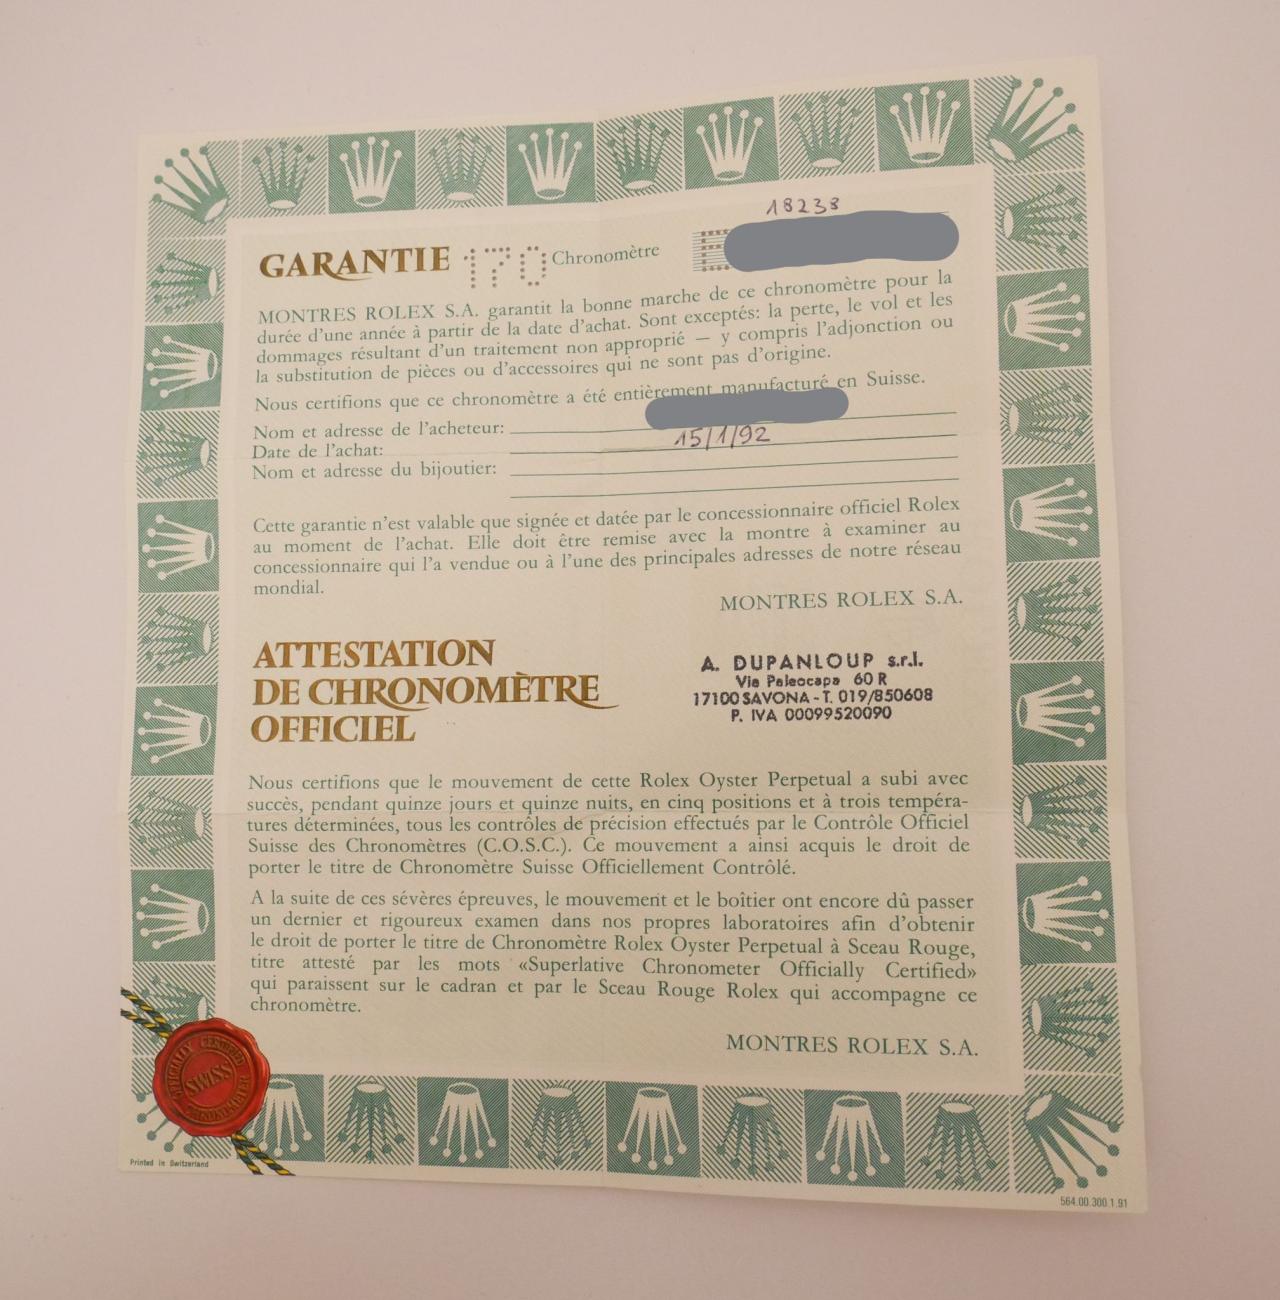 18238
GARANTIE 170 Chronomètre E
MONTRES ROLEX S.A. garantit la bonne marche de ce chronomètre pour la
durée d'une année à partir de la date d'achat. Sont exceptés: la perte, le vol et les
dommages résultant d'un traitement non approprié — y compris l'adjonction ou
la substitution de pièces ou d'accessoires qui ne sont pas d'origine.
Nous certifions que ce chronomètre a été entièrement manufacturé en Suisse.
Nom et adresse de l'acheteur:
Date de l'achat: 15/1/92
Nom et adresse du bijoutier:
Cette garantie n'est valable que signée et datée par le concessionnaire officiel Rolex
au moment de l'achat. Elle doit être remise avec la montre à examiner au
concessionnaire qui l'a vendue ou à l'une des principales adresses de notre réseau
mondial.
MONTRES ROLEX S.A.
ATTESTATION
DE CHRONOMÈTRE
OFFICIEL
A. DUPANLOUP s.r.l.
Via Paleocapa 60 R
17100 SAVONA - T. 019/850608
P. IVA 00099520090
Nous certifions que le mouvement de cette Rolex Oyster Perpetual a subi avec
succès, pendant quinze jours et quinze nuits, en cinq positions et à trois tempéra-
tures déterminées, tous les contrôles de précision effectués par le Contrôle Officiel
Suisse des Chronomètres (C.O.S.C.). Ce mouvement a ainsi acquis le droit de
porter le titre de Chronomètre Suisse Officiellement Contrôlé.
A la suite de ces sévères épreuves, le mouvement et le boîtier ont encore dû passer
un dernier et rigoureux examen dans nos propres laboratoires afin d'obtenir
le droit de porter le titre de Chronomètre Rolex Oyster Perpetual à Sceau Rouge,
titre attesté par les mots «Superlative Chronometer Officially Certified»
qui paraissent sur le cadran et par le Sceau Rouge Rolex qui accompagne ce
chronomètre.
MONTRES ROLEX S.A.
OFFICIALLY CERTIFIED
SWISS
CHRONOMETER
Printed in Switzerland
564.00.300.1.91